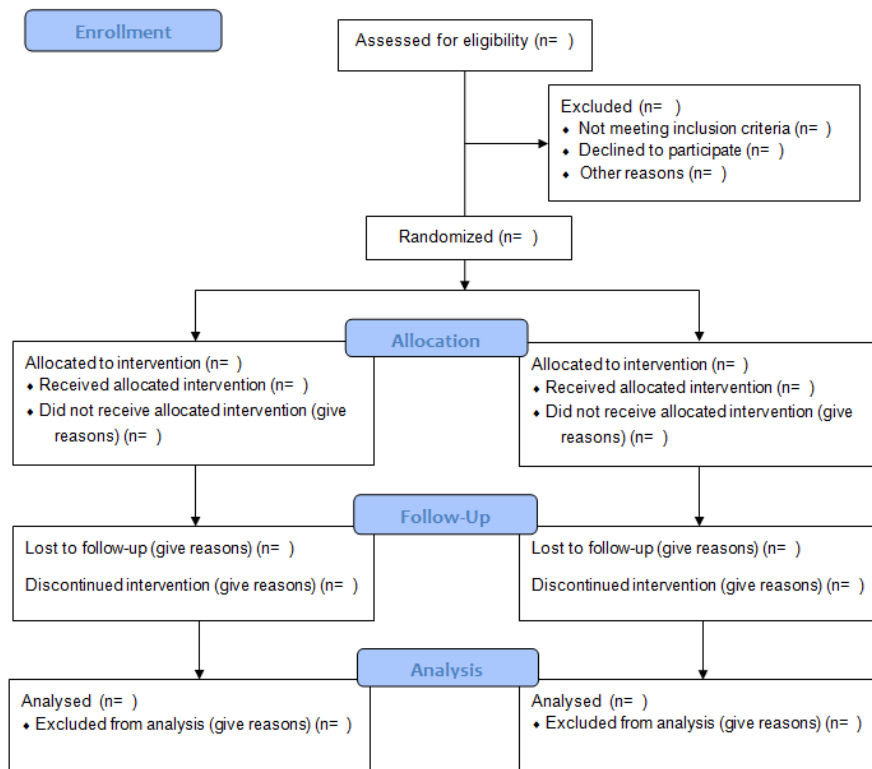 Enrollment
Assessed for eligibility (n=  )
Excluded (n=  )
⬥ Not meeting inclusion criteria (n=  )
⬥ Declined to participate (n=  )
⬥ Other reasons (n=  )
Randomized (n=  )
Allocation
Allocated to intervention (n=  )
⬥ Received allocated intervention (n=  )
⬥ Did not receive allocated intervention (give
reasons) (n=  )
Allocated to intervention (n=  )
⬥ Received allocated intervention (n=  )
⬥ Did not receive allocated intervention (give
reasons) (n=  )
Follow-Up
Lost to follow-up (give reasons) (n=  )
Discontinued intervention (give reasons) (n=  )
Lost to follow-up (give reasons) (n=  )
Discontinued intervention (give reasons) (n=  )
Analysis
Analysed (n=  )
⬥ Excluded from analysis (give reasons) (n=  )
Analysed (n=  )
⬥ Excluded from analysis (give reasons) (n=  )